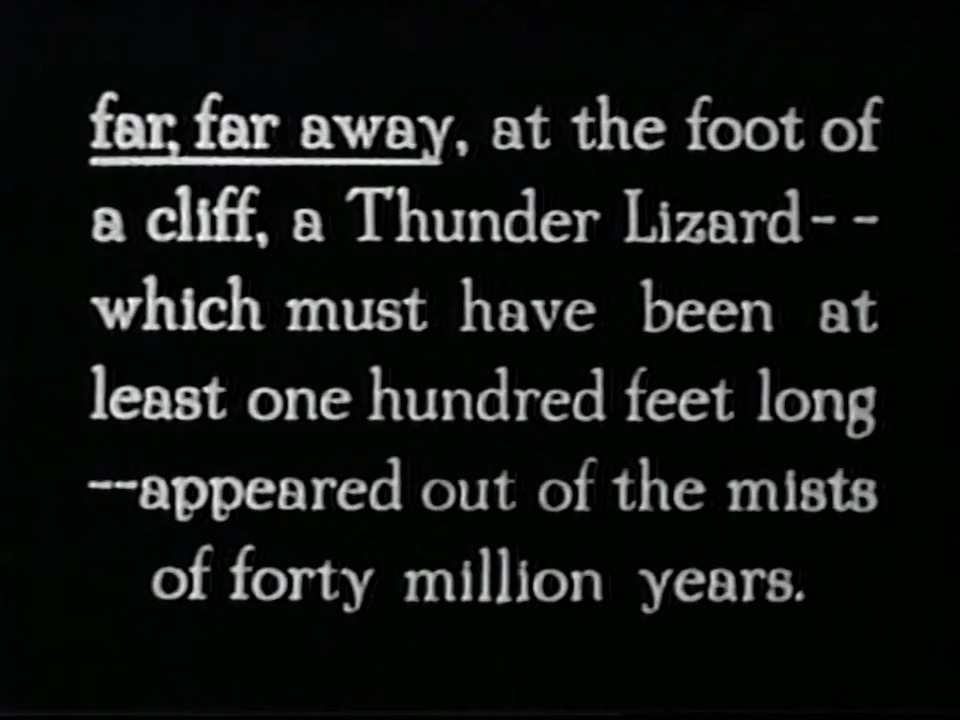 far, far away, at the foot of
a cliff, a Thunder Lizard--
which must have been at
least one hundred feet long
--appeared out of the mists
of forty million years.